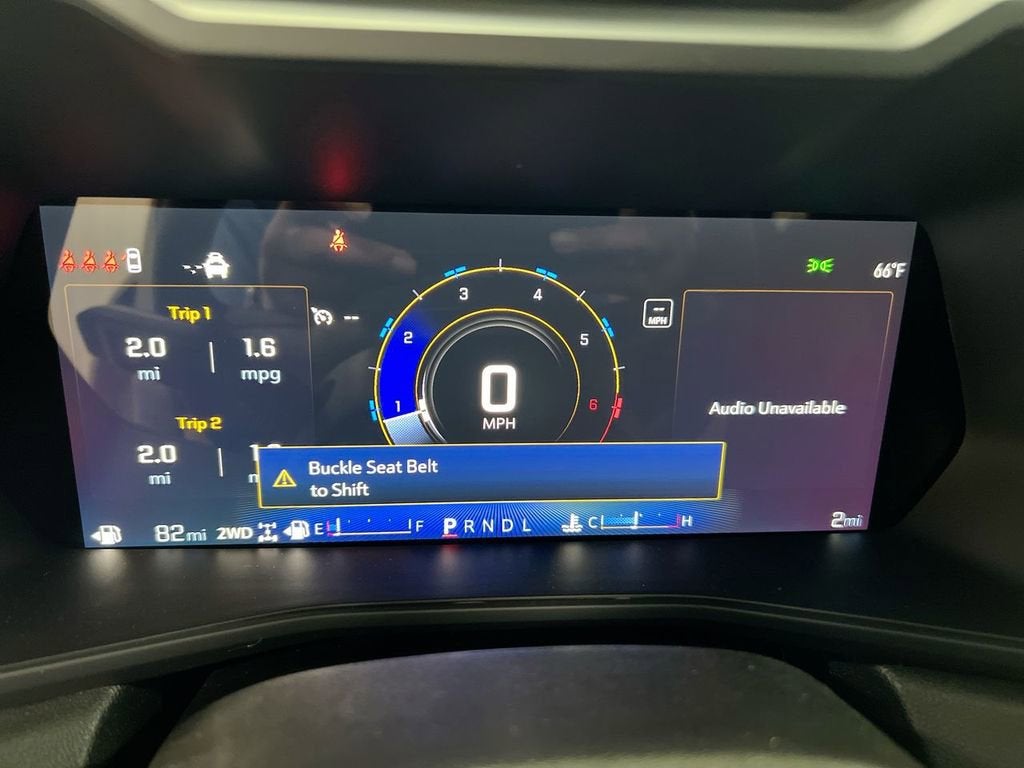 66°F
Trip 1
2.0 1.6
mi mpg
Trip 2
2.0
mi
--
1 2 3 4 5 6
0
MPH
--
MPH
Audio Unavailable
Buckle Seat Belt
to Shift
82mi 2WD E F P R N D L C H 2mi